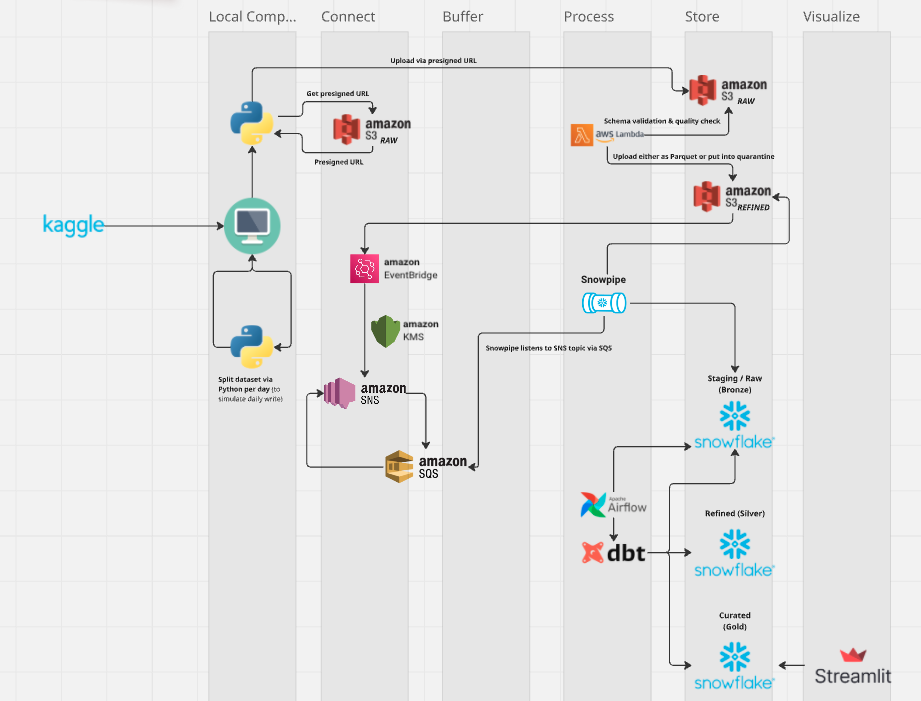 Local Comp...
Connect
Buffer
Process
Store
Visualize
Upload via presigned URL
Get presigned URL
amazon
S3
RAW
Presigned URL
amazon
S3
RAW
Schema validation & quality check
aws Lambda
Upload either as Parquet or put into quarantine
amazon
S3
REFINED
kaggle
amazon
EventBridge
Snowpipe
amazon
KMS
Snowpipe listens to SNS topic via SQS
Split dataset via
Python per day (to
simulate daily write)
amazon
SNS
Staging / Raw
(Bronze)
snowflake®
amazon
SQS
Apache
Airflow
Refined (Silver)
dbt
snowflake®
Curated
(Gold)
snowflake®
Streamlit